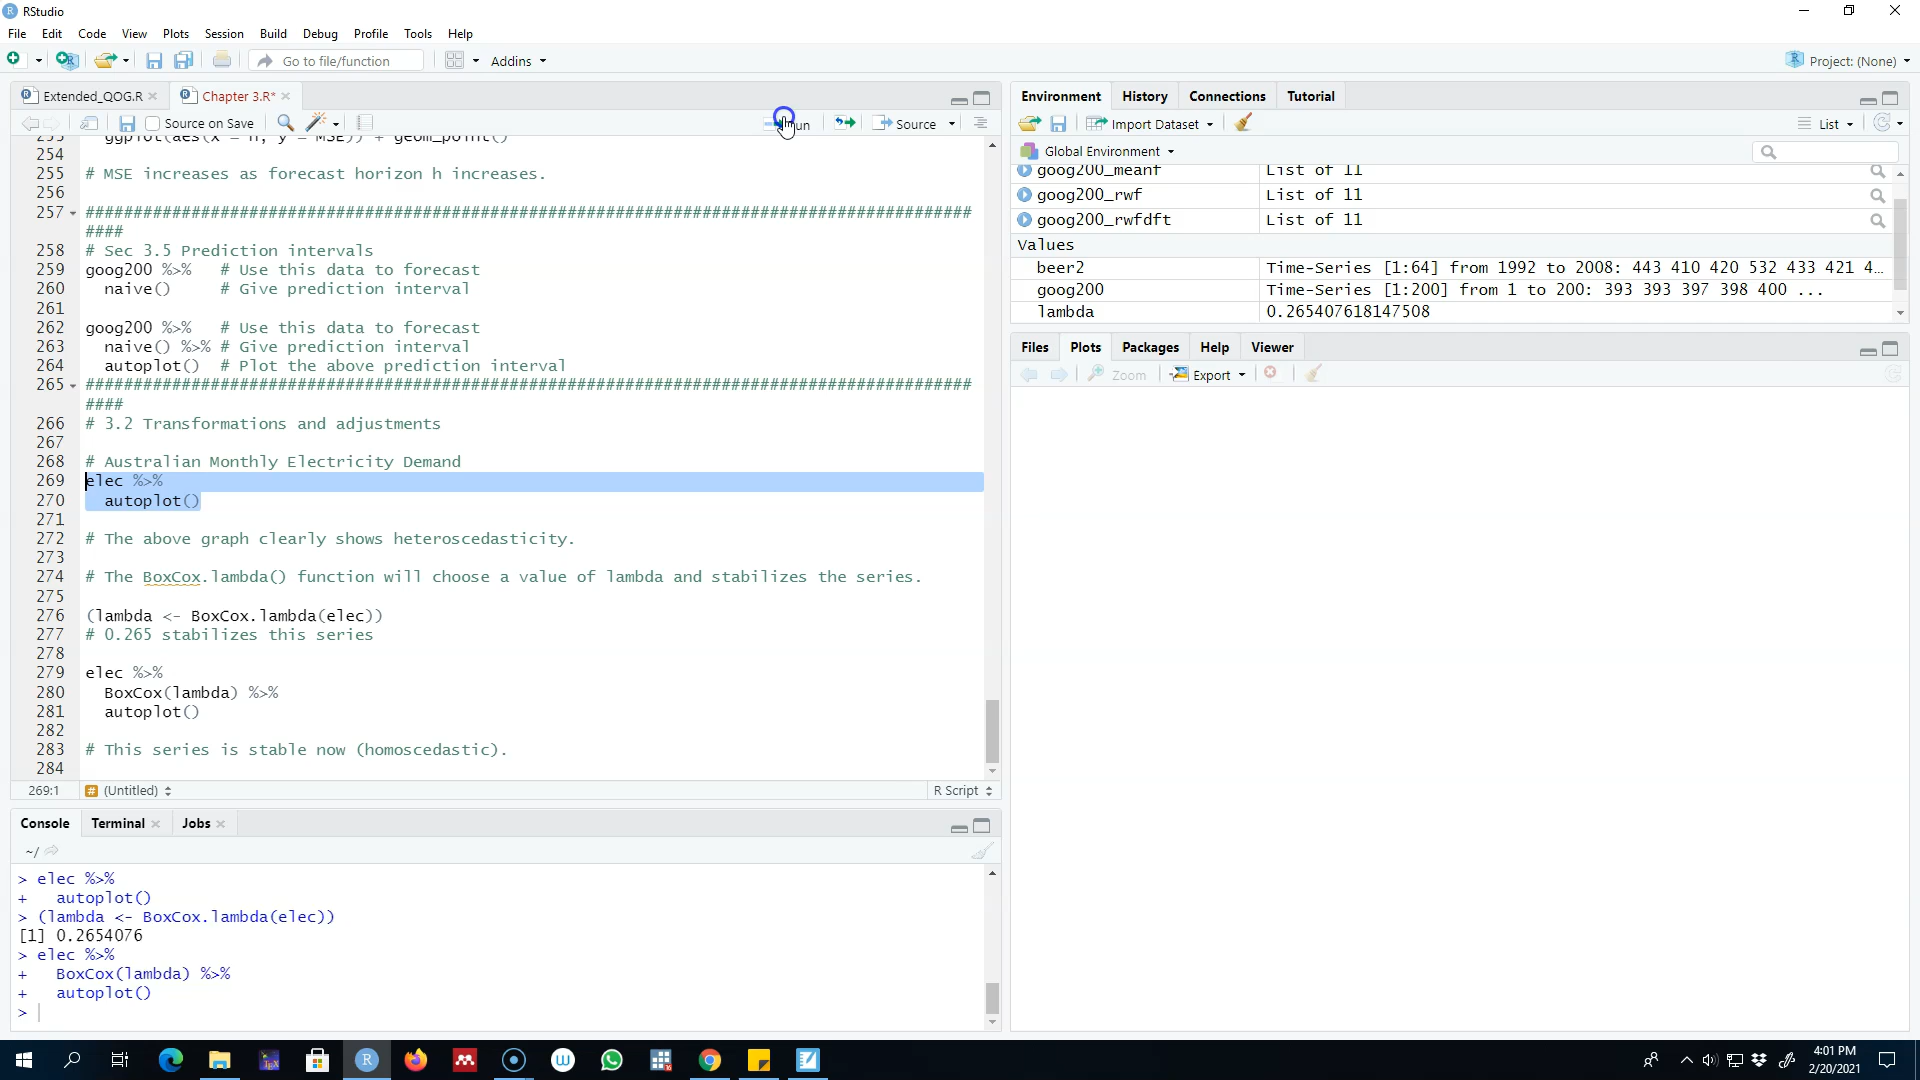 RStudio
File Edit Code View Plots Session Build Debug Profile Tools Help
Go to file/function Addins Project: (None)
Extended_QOG.R Chapter 3.R*
Source on Save Run Source
253 ggplot(aes(x = h, y = MSE)) + geom_point()
254
255 # MSE increases as forecast horizon h increases.
256
257 ############################################################################################
####
258 # Sec 3.5 Prediction intervals
259 goog200 %>% # Use this data to forecast
260 naive() # Give prediction interval
261
262 goog200 %>% # Use this data to forecast
263 naive() %>% # Give prediction interval
264 autoplot() # Plot the above prediction interval
265 ############################################################################################
####
266 # 3.2 Transformations and adjustments
267
268 # Australian Monthly Electricity Demand
269 elec %>%
270 autoplot()
271
272 # The above graph clearly shows heteroscedasticity.
273
274 # The BoxCox.lambda() function will choose a value of lambda and stabilizes the series.
275
276 (lambda <- BoxCox.lambda(elec))
277 # 0.265 stabilizes this series
278
279 elec %>%
280 BoxCox(lambda) %>%
281 autoplot()
282
283 # This series is stable now (homoscedastic).
284
269:1 (Untitled) R Script
Console Terminal Jobs
~/
> elec %>%
+ autoplot()
> (lambda <- BoxCox.lambda(elec))
[1] 0.2654076
> elec %>%
+ BoxCox(lambda) %>%
+ autoplot()
>
Environment History Connections Tutorial
Import Dataset List
Global Environment
goog200_meanf List of 11
goog200_rwf List of 11
goog200_rwfdft List of 11
Values
beer2 Time-Series [1:64] from 1992 to 2008: 443 410 420 532 433 421 4…
goog200 Time-Series [1:200] from 1 to 200: 393 393 397 398 400 ...
lambda 0.265407618147508
Files Plots Packages Help Viewer
Zoom Export
4:01 PM
2/20/2021